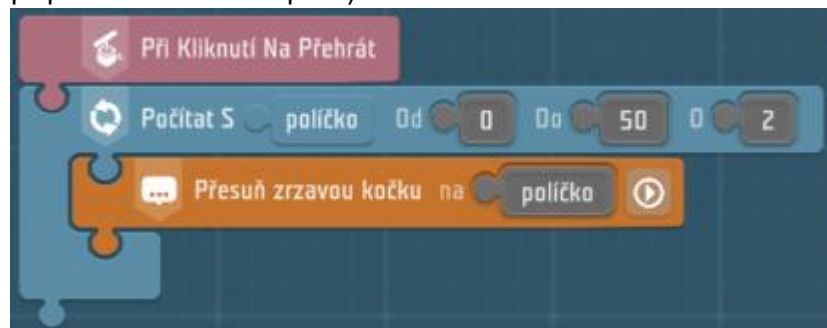 Při Kliknutí Na Přehrát
Počítat S políčko Od 0 Do 50 O 2
Přesuň zrzavou kočku na políčko